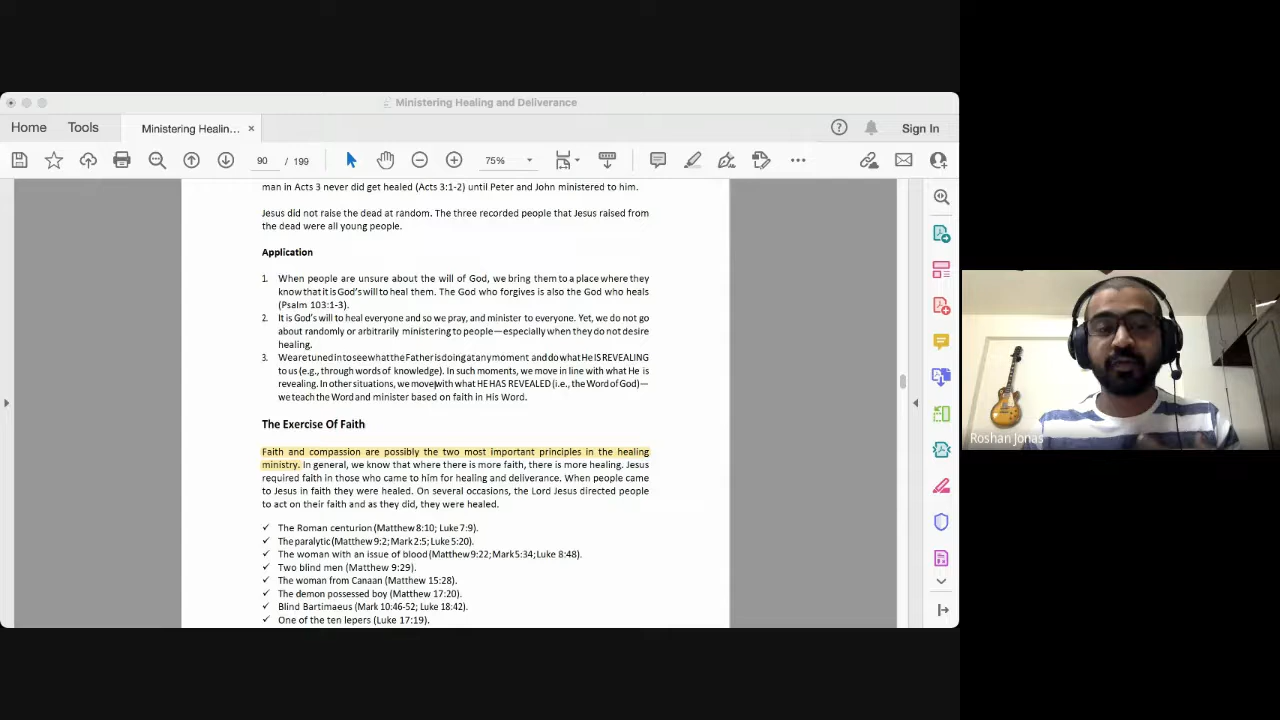 Ministering Healing and Deliverance
Home Tools Ministering Healin... × Sign In
90 / 199 75%
man in Acts 3 never did get healed (Acts 3:1-2) until Peter and John ministered to him.
Jesus did not raise the dead at random. The three recorded people that Jesus raised from
the dead were all young people.
Application
1. When people are unsure about the will of God, we bring them to a place where they
know that it is God's will to heal them. The God who forgives is also the God who heals
(Psalm 103:1-3).
2. It is God's will to heal everyone and so we pray, and minister to everyone. Yet, we do not go
about randomly or arbitrarily ministering to people—especially when they do not desire
healing.
3. We are tuned in to see what the Father is doing at any moment and do what He IS REVEALING
to us (e.g., through words of knowledge). In such moments, we move in line with what He is
revealing. In other situations, we move with what HE HAS REVEALED (i.e., the Word of God)—
we teach the Word and minister based on faith in His Word.
The Exercise Of Faith
Faith and compassion are possibly the two most important principles in the healing
ministry. In general, we know that where there is more faith, there is more healing. Jesus
required faith in those who came to him for healing and deliverance. When people came
to Jesus in faith they were healed. On several occasions, the Lord Jesus directed people
to act on their faith and as they did, they were healed.
✓ The Roman centurion (Matthew 8:10; Luke 7:9).
✓ The paralytic (Matthew 9:2; Mark 2:5; Luke 5:20).
✓ The woman with an issue of blood (Matthew 9:22; Mark 5:34; Luke 8:48).
✓ Two blind men (Matthew 9:29).
✓ The woman from Canaan (Matthew 15:28).
✓ The demon possessed boy (Matthew 17:20).
✓ Blind Bartimaeus (Mark 10:46-52; Luke 18:42).
✓ One of the ten lepers (Luke 17:19).
Roshan Jonas